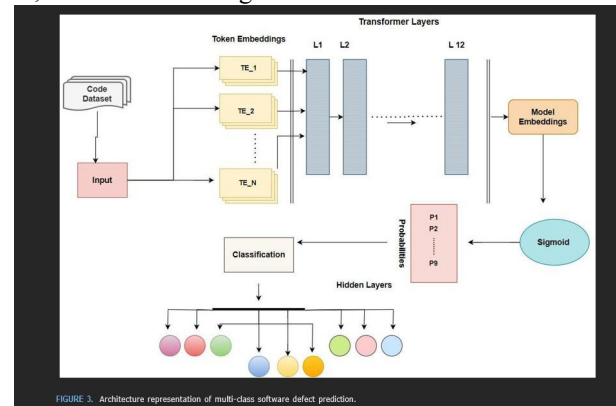 Transformer Layers
Token Embeddings
L1
L2
L 12
TE_1
Code
Dataset
TE_2
Model
Embeddings
Input
TE_N
Probabilities
P1
P2
P9
Sigmoid
Classification
Hidden Layers
FIGURE 3. Architecture representation of multi-class software defect prediction.